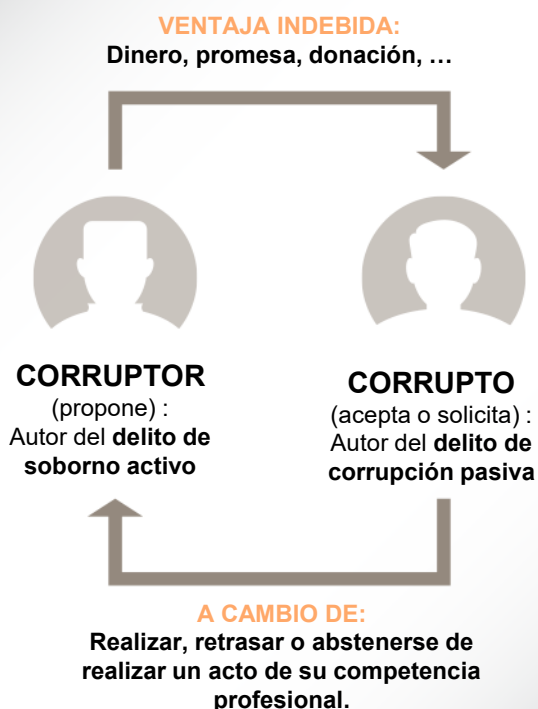 VENTAJA INDEBIDA:
Dinero, promesa, donación, …
CORRUPTOR
(propone) :
Autor del delito de
soborno activo
CORRUPTO
(acepta o solicita) :
Autor del delito de
corrupción pasiva
A CAMBIO DE:
Realizar, retrasar o abstenerse de
realizar un acto de su competencia
profesional.